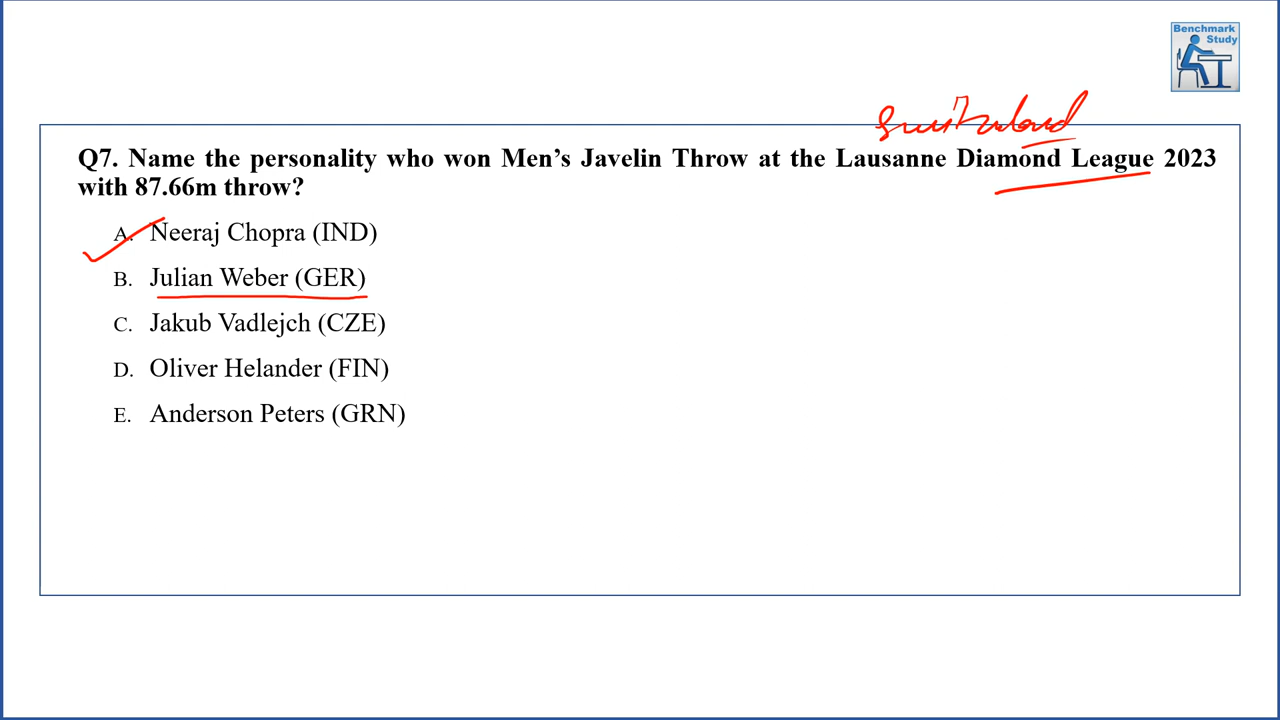 Benchmark
Study
Switzerland
Q7. Name the personality who won Men’s Javelin Throw at the Lausanne Diamond League 2023
with 87.66m throw?
A. Neeraj Chopra (IND)
B. Julian Weber (GER)
C. Jakub Vadlejch (CZE)
D. Oliver Helander (FIN)
E. Anderson Peters (GRN)